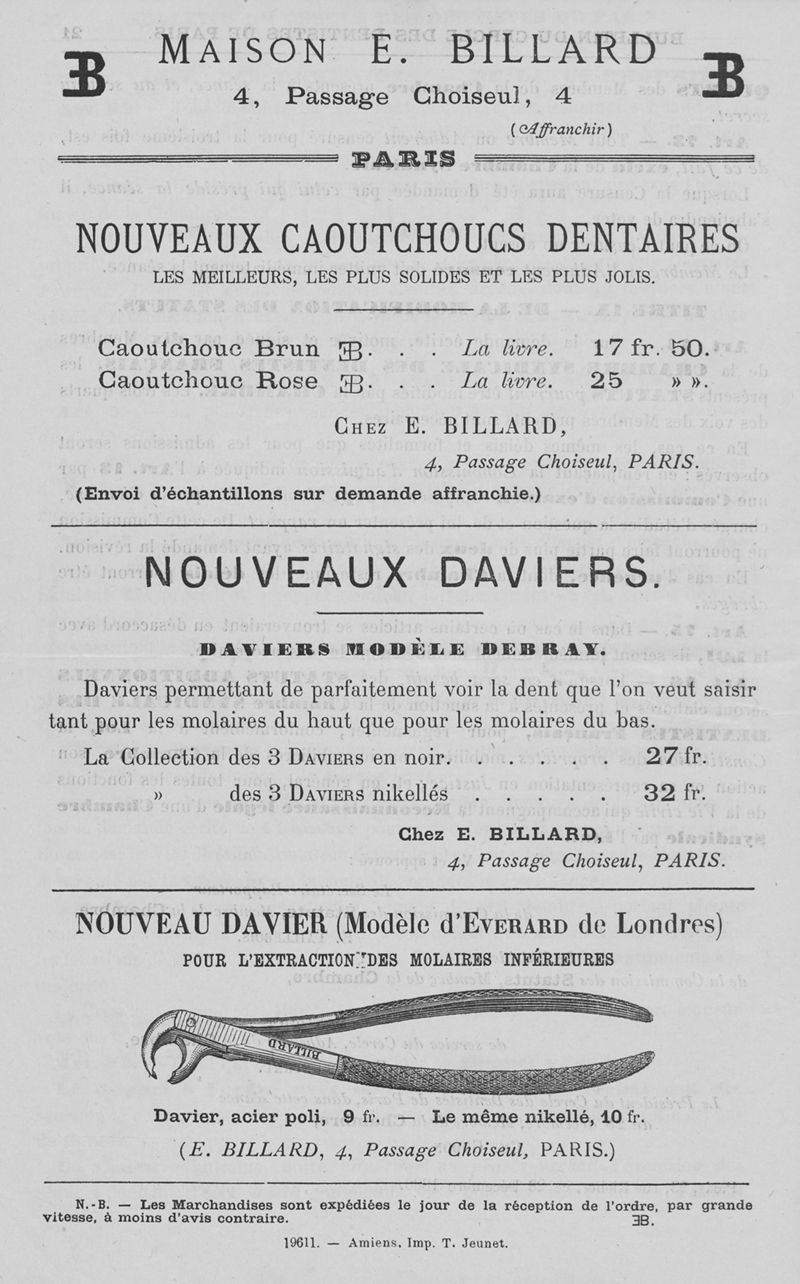 MAISON E. BILLARD
EB EB
4, Passage Choiseul, 4
(Affranchir)
PARIS
NOUVEAUX CAOUTCHOUCS DENTAIRES
LES MEILLEURS, LES PLUS SOLIDES ET LES PLUS JOLIS.
Caoutchouc Brun EB. . . La livre. 17 fr. 50.
Caoutchouc Rose EB. . . La livre. 25 » ».
CHEZ E. BILLARD,
4, Passage Choiseul, PARIS.
(Envoi d'échantillons sur demande affranchie.)
NOUVEAUX DAVIERS.
DAVIERS MODÈLE DEBRAY.
Daviers permettant de parfaitement voir la dent que l'on veut saisir
tant pour les molaires du haut que pour les molaires du bas.
La Collection des 3 DAVIERS en noir. . . . . . 27 fr.
» des 3 DAVIERS nikellés . . . . . 32 fr.
Chez E. BILLARD,
4, Passage Choiseul, PARIS.
NOUVEAU DAVIER (Modèle d'EVERARD de Londres)
POUR L'EXTRACTION DES MOLAIRES INFÉRIEURES
BILLARD
Davier, acier poli, 9 fr. — Le même nikellé, 10 fr.
(E. BILLARD, 4, Passage Choiseul, PARIS.)
N.-B. — Les Marchandises sont expédiées le jour de la réception de l'ordre, par grande
vitesse, à moins d'avis contraire. EB.
19611. — Amiens, Imp. T. Jeunet.